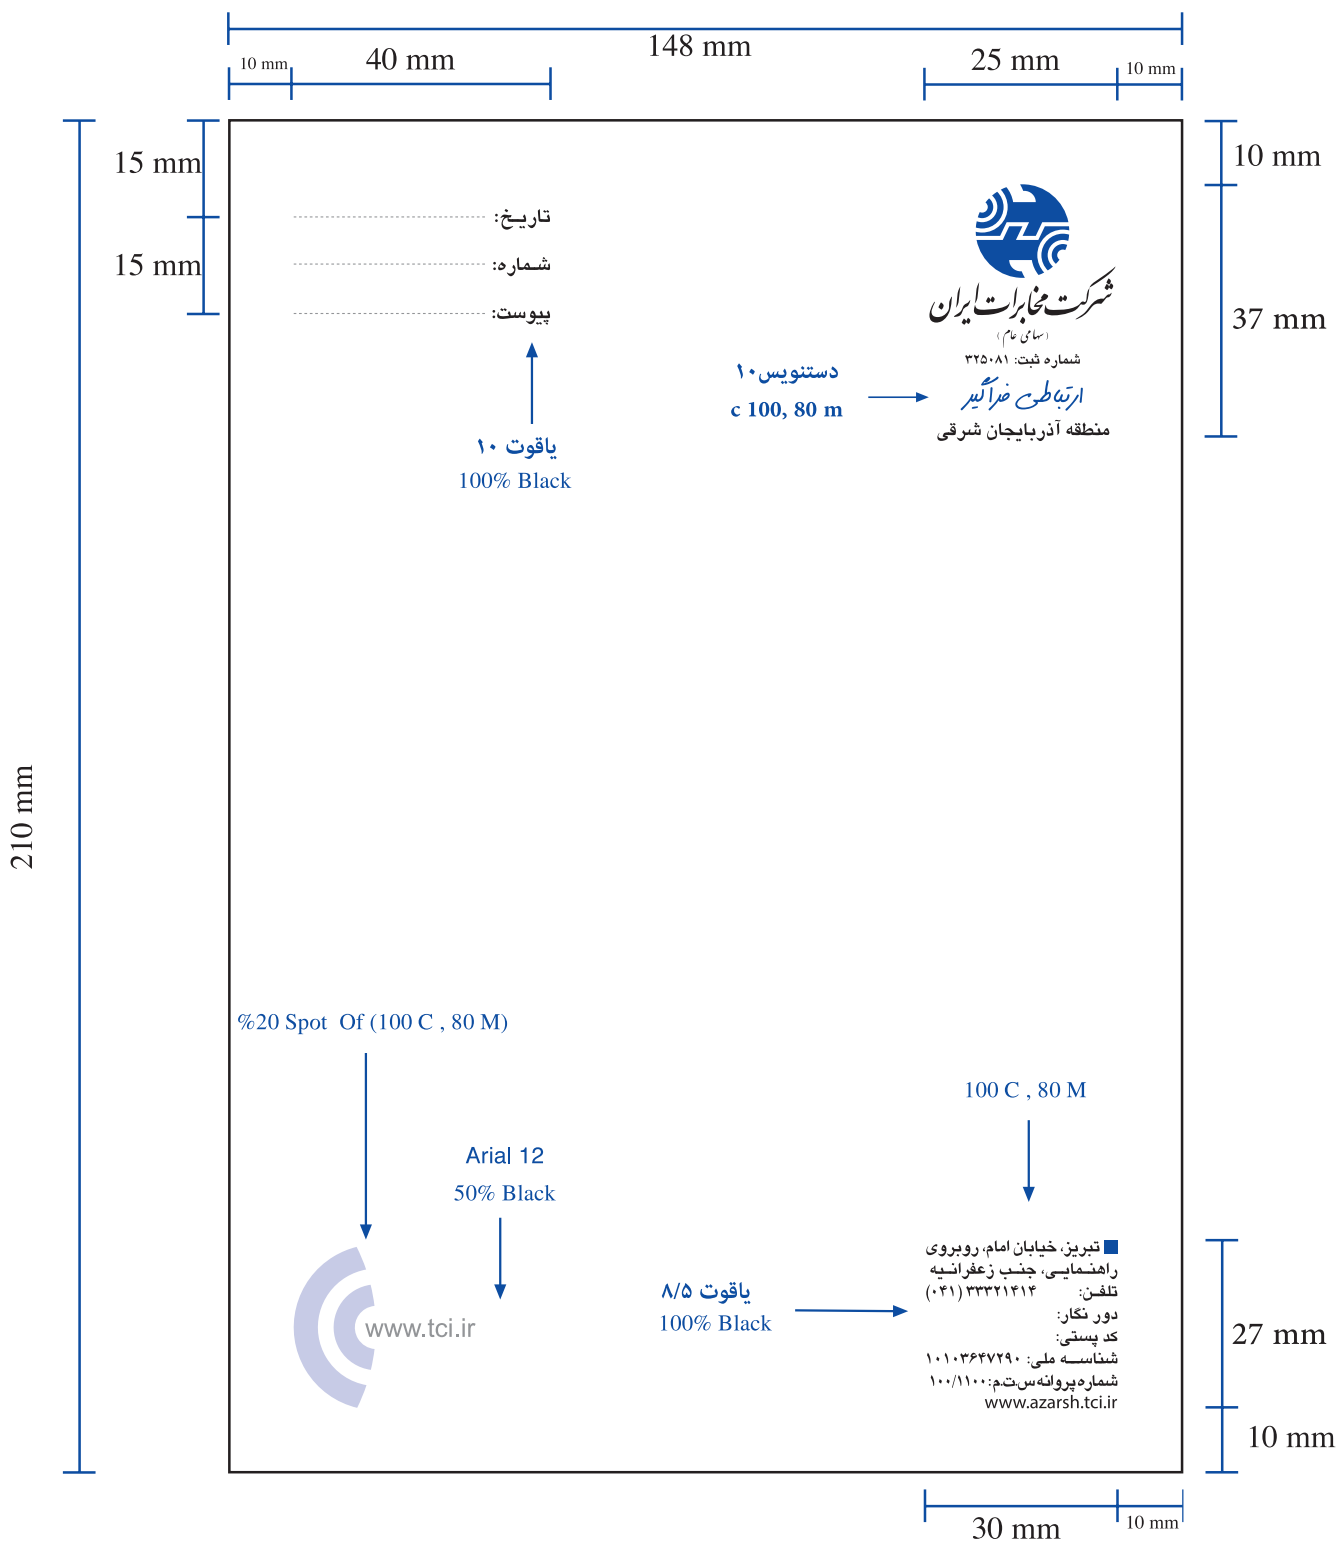 148 mm
10 mm
40 mm
25 mm
10 mm
15 mm
15 mm
210 mm
10 mm
37 mm
تاریخ:
شماره:
پیوست:
یاقوت ۱۰
100% Black
شرکت مخابرات ایران
(سهامی عام)
شماره ثبت: ۳۲۵۰۸۱
ارتباطی فراگیر
منطقه آذربایجان شرقی
دستنویس۱۰
c 100, 80 m
%20 Spot Of (100 C , 80 M)
Arial 12
50% Black
www.tci.ir
100 C , 80 M
یاقوت ۸/۵
100% Black
تبریز، خیابان امام، روبروی
راهنمایی، جنب زعفرانیه
تلفن: ۳۳۳۲۱۴۱۴ (۰۴۱)
دور نگار:
کد پستی:
شناسه ملی: ۱۰۱۰۳۶۴۷۲۹۰
شماره پروانه س.ت.م: ۱۰۰/۱۱۰۰
www.azarsh.tci.ir
27 mm
10 mm
30 mm
10 mm